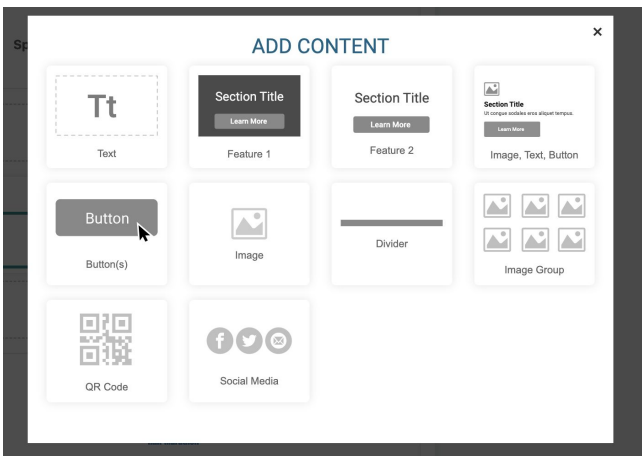 Sp
ADD CONTENT
×
Tt
Text
Section Title
Learn More
Feature 1
Section Title
Learn More
Feature 2
Section Title
Ut congue sodales eros aliquet tempus.
Learn More
Image, Text, Button
Button
Button(s)
Image
Divider
Image Group
QR Code
Social Media